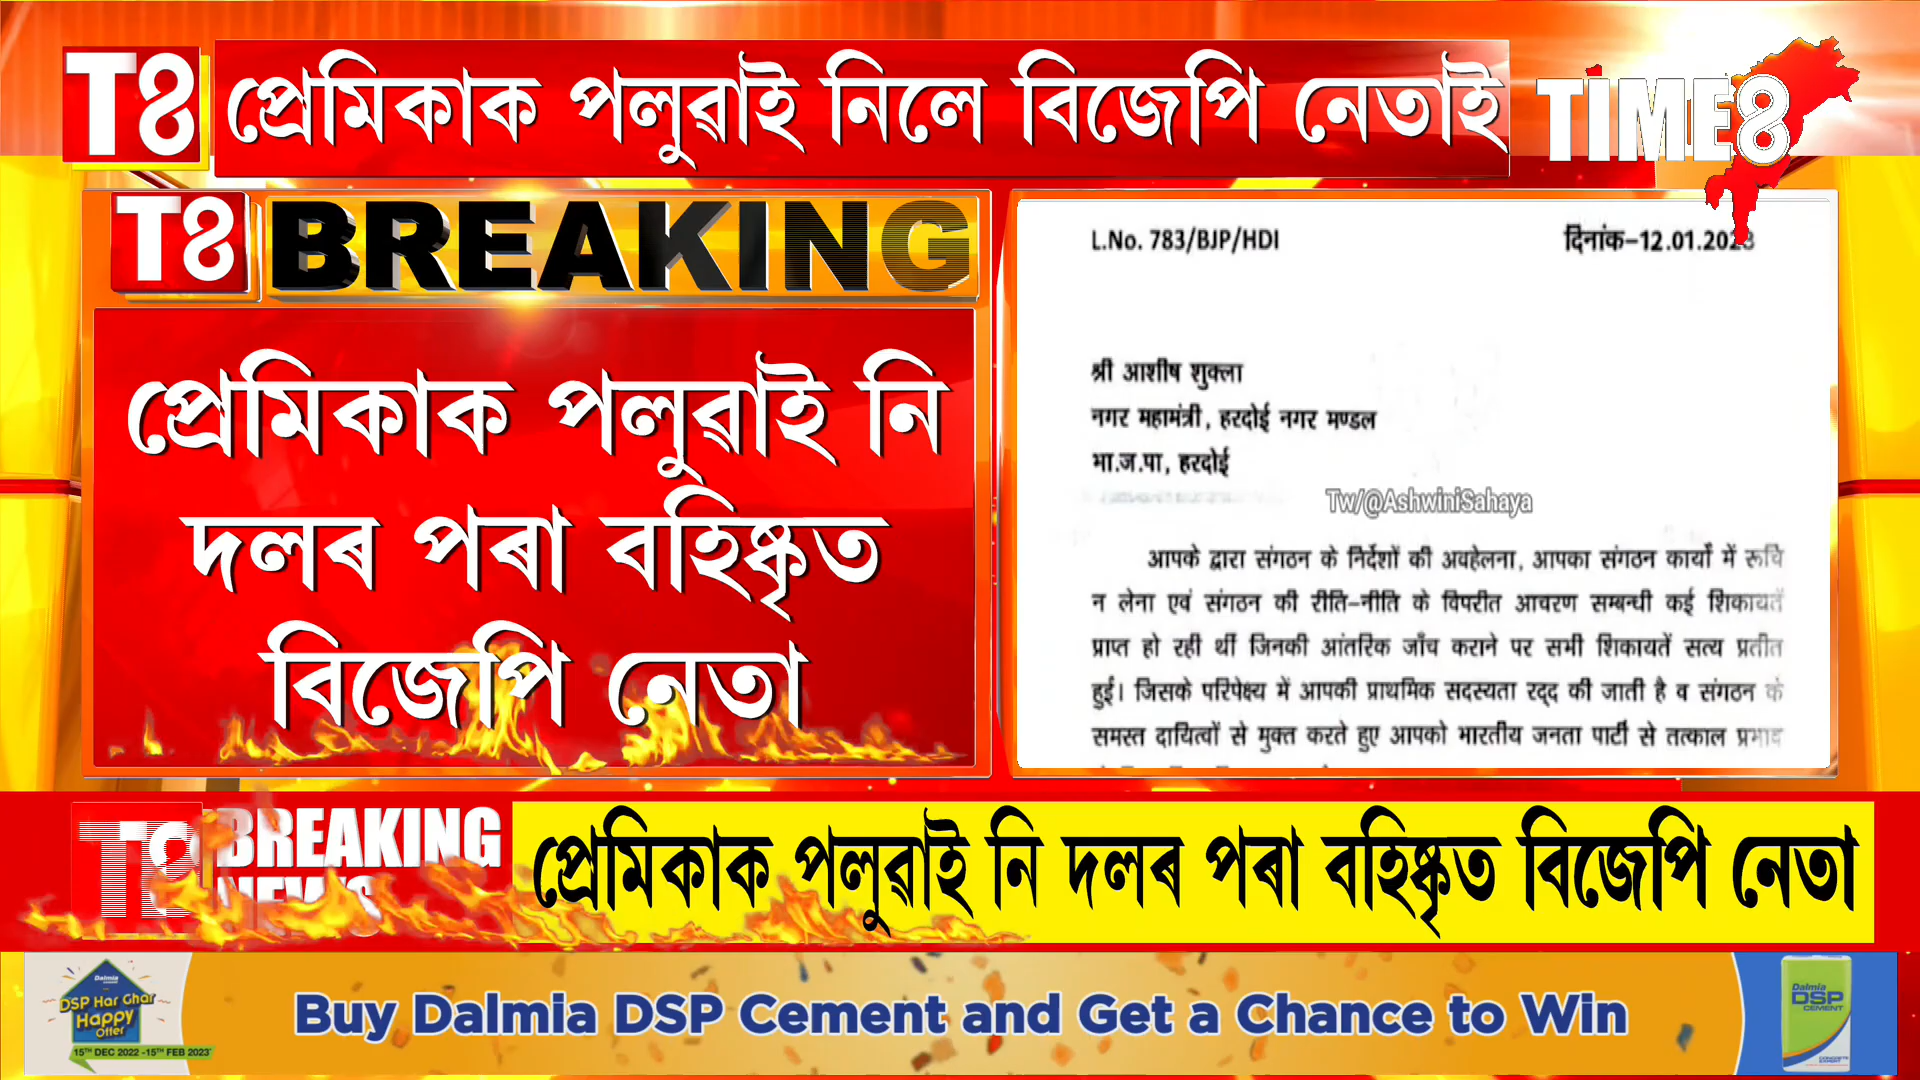 T8
প্ৰেমিকাক পলুৱাই নিলে বিজেপি নেতাই
TIME8
T8 BREAKING
প্ৰেমিকাক পলুৱাই নি
দলৰ পৰা বহিষ্কৃত
বিজেপি নেতা
L.No. 783/BJP/HDI
दिनांक–12.01.2023
श्री आशीष शुक्ला
नगर महामंत्री, हरदोई नगर मण्डल
भा.ज.पा, हरदोई
Tw/@AshwiniSahaya
आपके द्वारा संगठन के निर्देशों की अवहेलना, आपका संगठन कार्यों में रूचि
न लेना एवं संगठन की रीति–नीति के विपरीत आचरण सम्बन्धी कई शिकायतें
प्राप्त हो रही थीं जिनकी आंतरिक जाँच कराने पर सभी शिकायतें सत्य प्रतीत
हुई। जिसके परिपेक्ष्य में आपकी प्राथमिक सदस्यता रद्द की जाती है व संगठन के
समस्त दायित्वों से मुक्त करते हुए आपको भारतीय जनता पार्टी से तत्काल प्रभाव
T8 BREAKING
NEWS
প্ৰেমিকাক পলুৱাই নি দলৰ পৰা বহিষ্কৃত বিজেপি নেতা
Dalmia
DSP Har Ghar
Happy
Offer
15TH DEC 2022 -15TH FEB 2023*
Buy Dalmia DSP Cement and Get a Chance to Win
Dalmia
DSP
CEMENT
CONCRETE
EXPERT